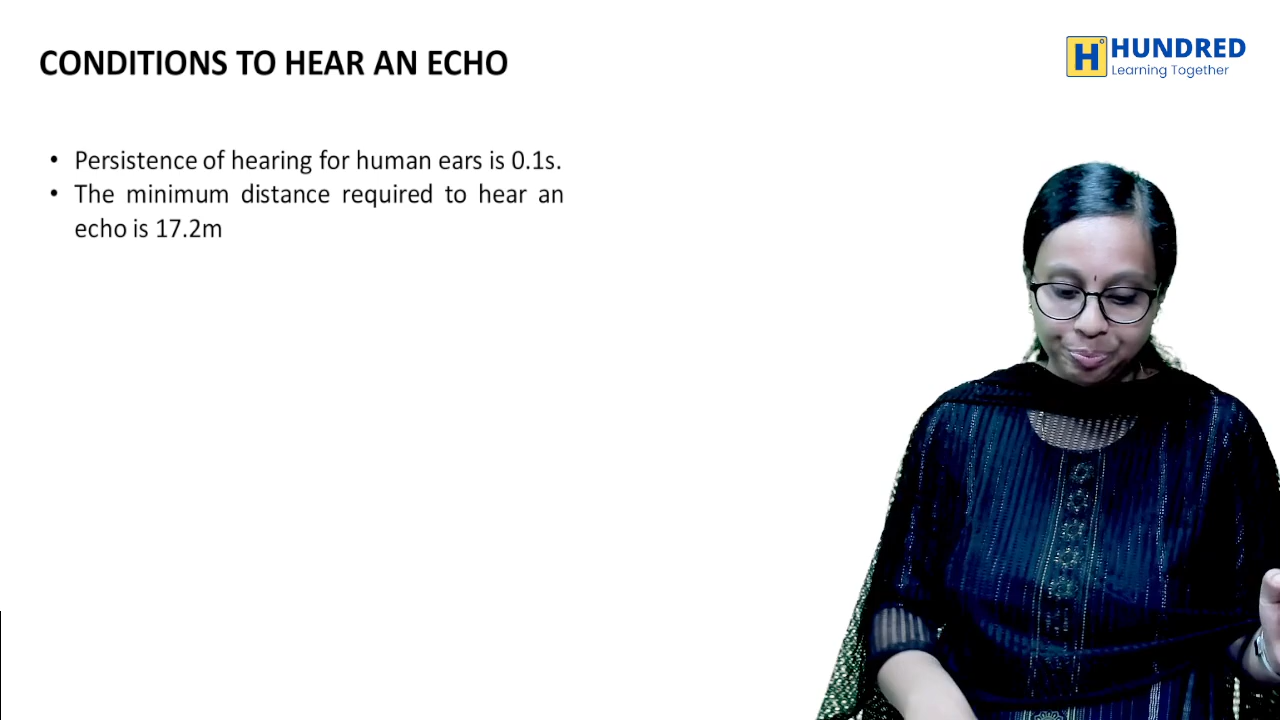 CONDITIONS TO HEAR AN ECHO
H° HUNDRED
Learning Together
• Persistence of hearing for human ears is 0.1s.
• The minimum distance required to hear an
echo is 17.2m